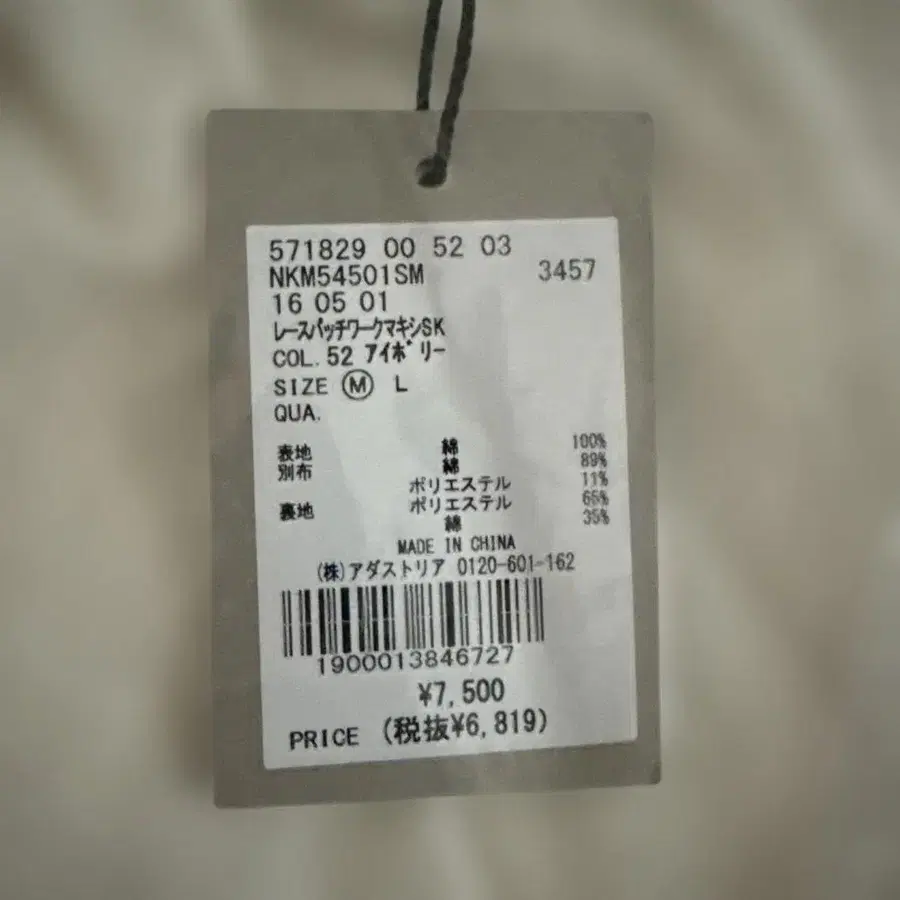 571829 00 52 03
NKM54501SM 3457
16 05 01
ﾚｰｽﾊﾟｯﾁﾜｰｸﾏｷｼSK
COL.52 ｱｲﾎﾞﾘｰ
SIZE Ⓜ L
QUA.
表地 綿 100%
別布 綿 89%
ポリエステル 11%
裏地 ポリエステル 65%
綿 35%
MADE IN CHINA
(株)アダストリア 0120-601-162
1900013846727
¥7,500
PRICE (税抜¥6,819)